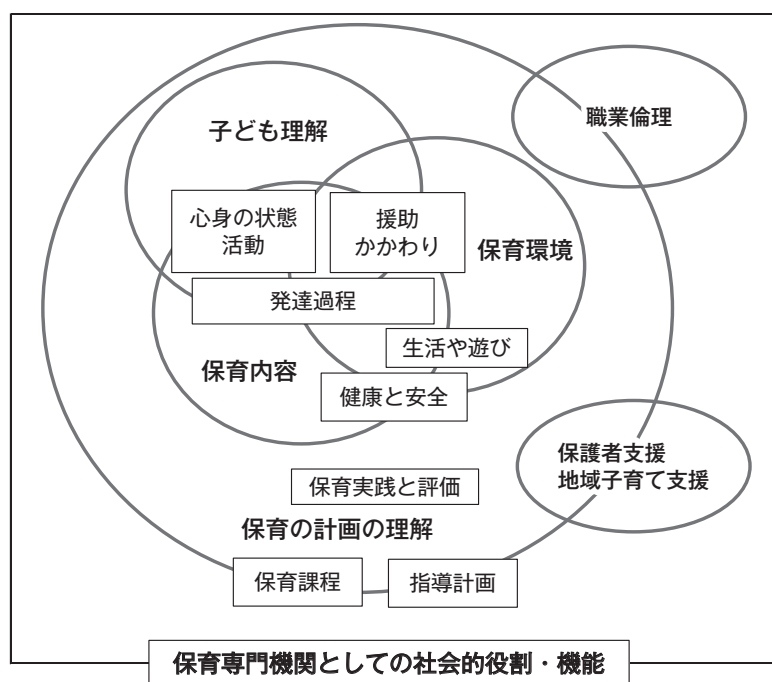 子ども理解
職業倫理
心身の状態
活動
援助
かかわり
保育環境
発達過程
生活や遊び
保育内容
健康と安全
保護者支援
地域子育て支援
保育実践と評価
保育の計画の理解
保育課程
指導計画
保育専門機関としての社会的役割・機能